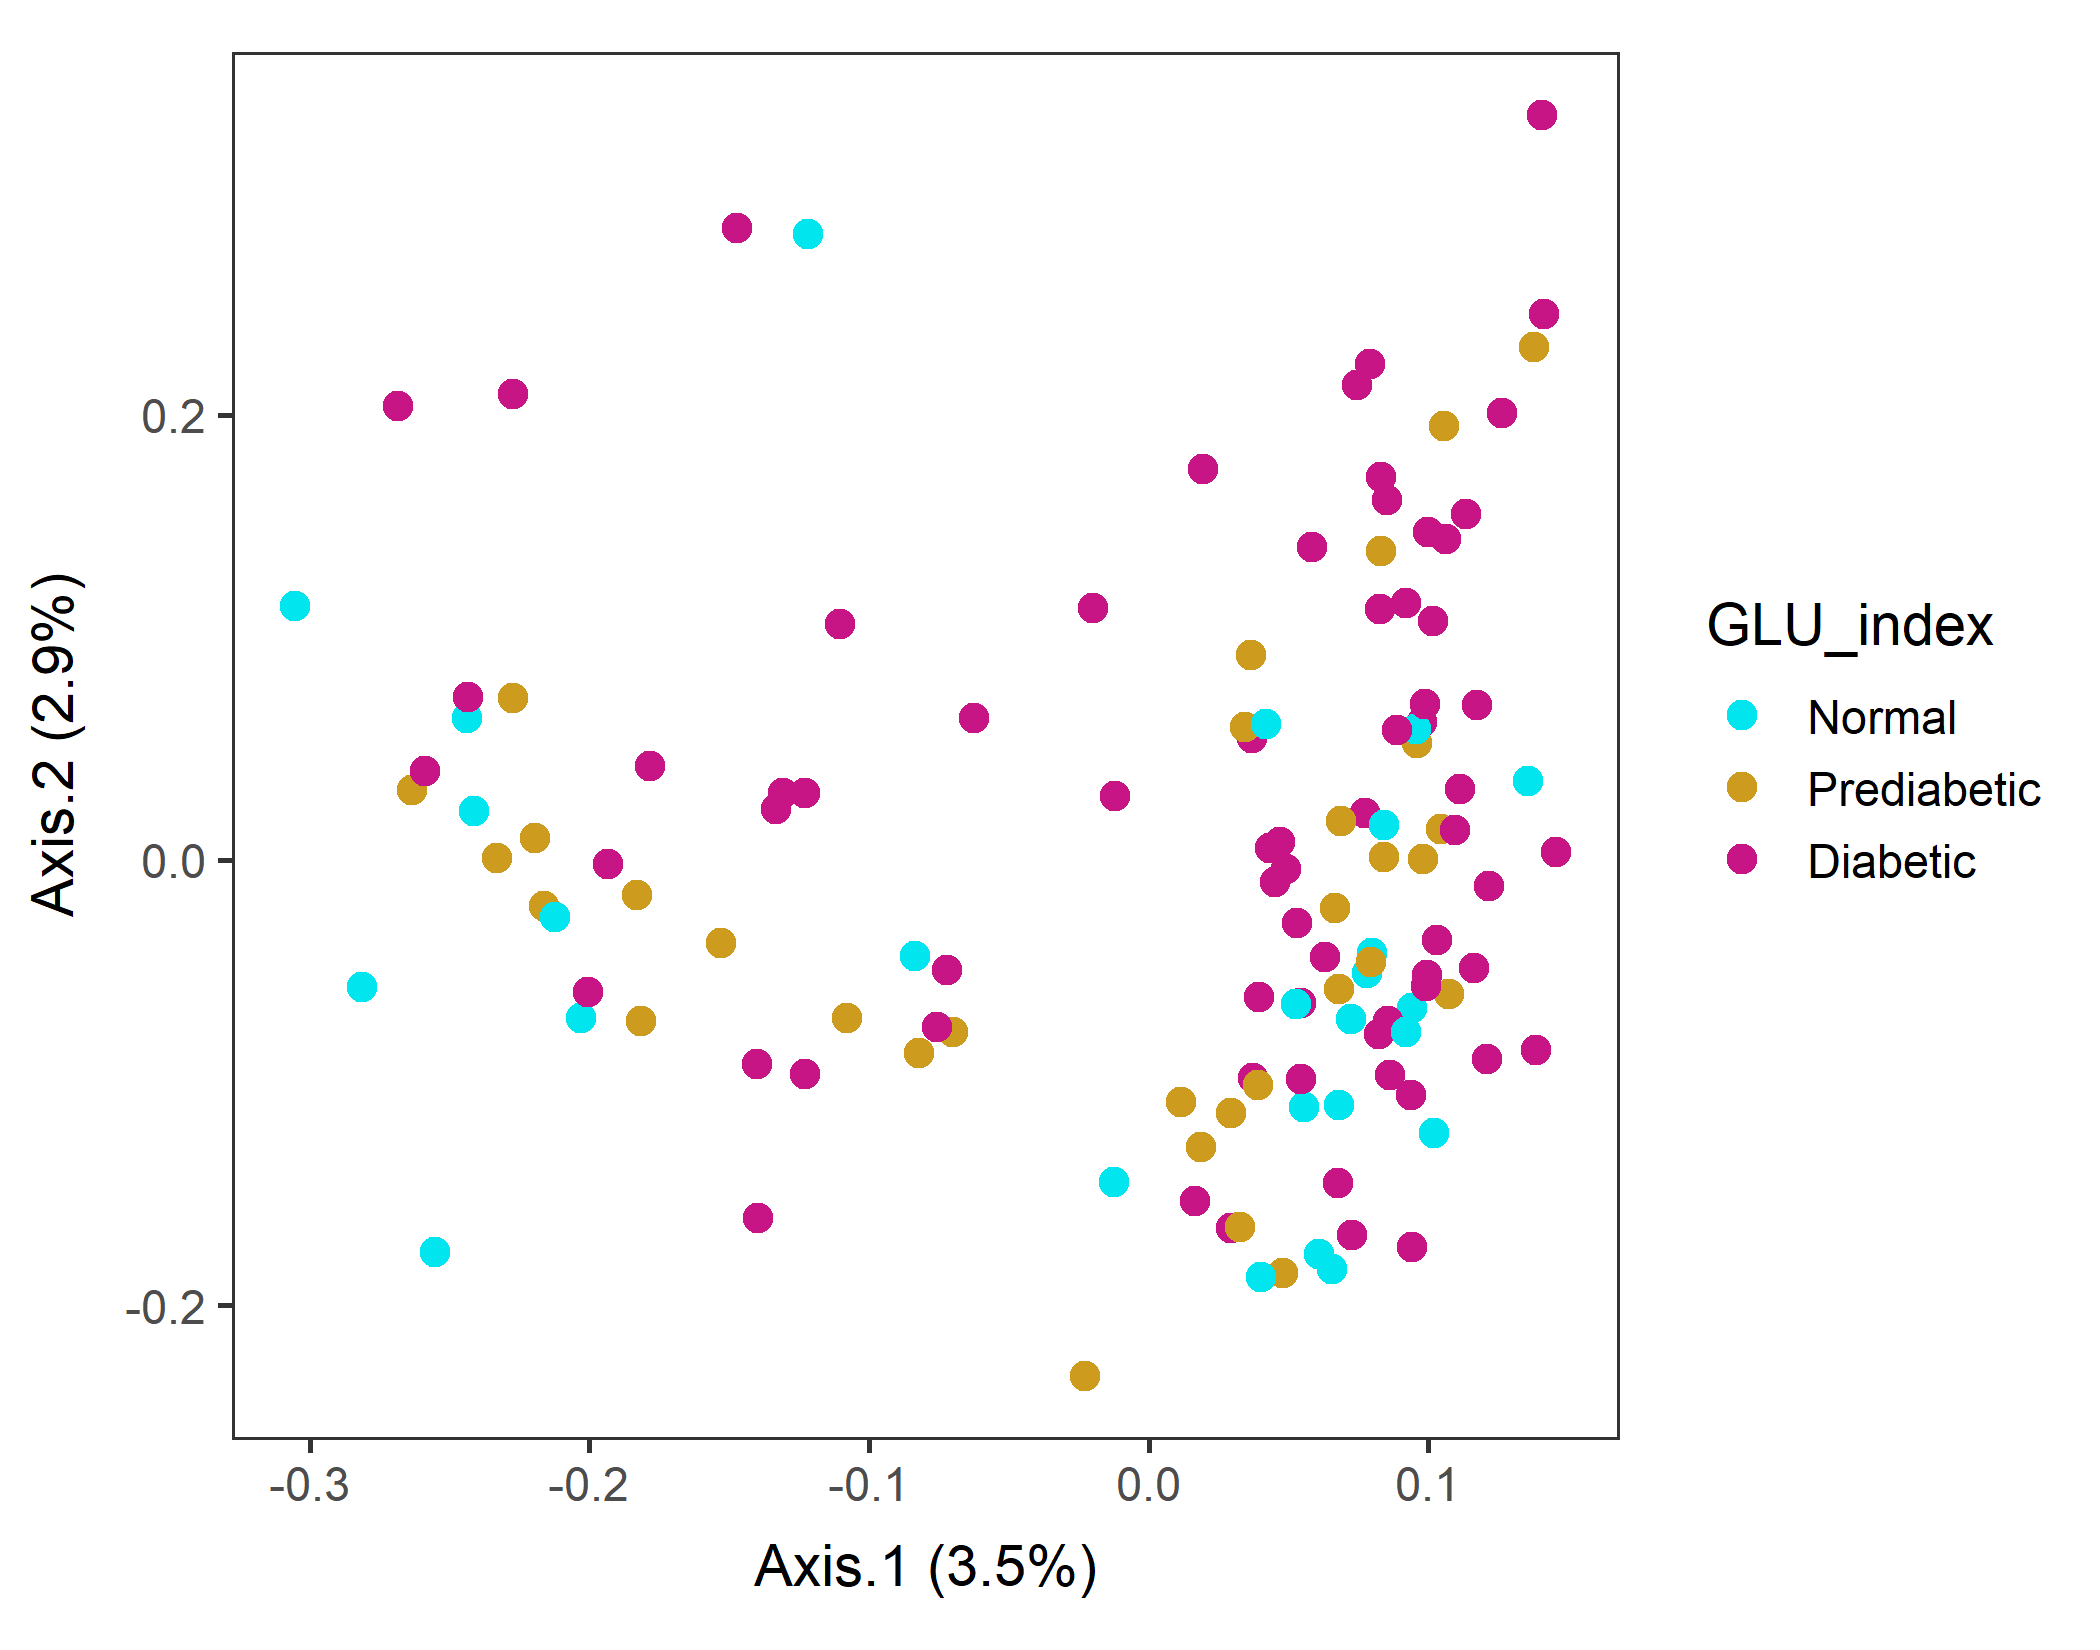 Axis.2 (2.9%)
0.2
0.0
-0.2
-0.3
-0.2
-0.1
0.0
0.1
Axis.1 (3.5%)
GLU_index
Normal
Prediabetic
Diabetic